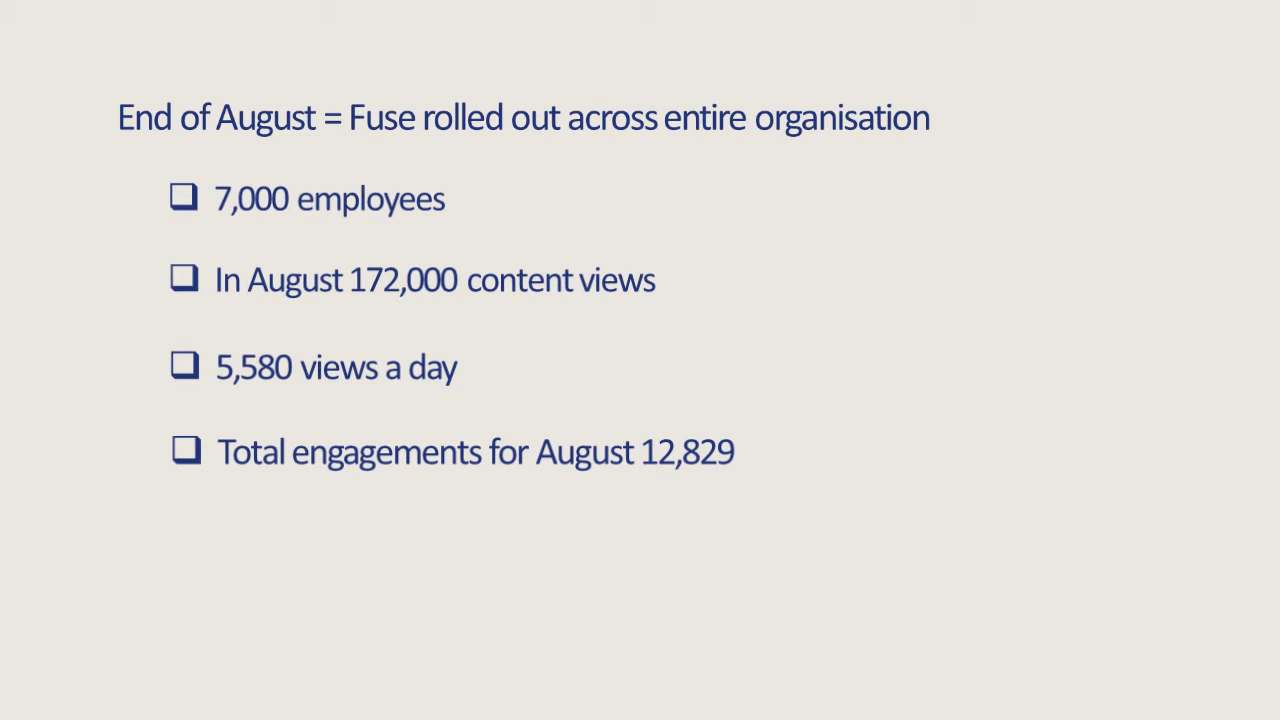 End of August = Fuse rolled out across entire organisation
❑ 7,000 employees
❑ In August 172,000 content views
❑ 5,580 views a day
❑ Total engagements for August 12,829